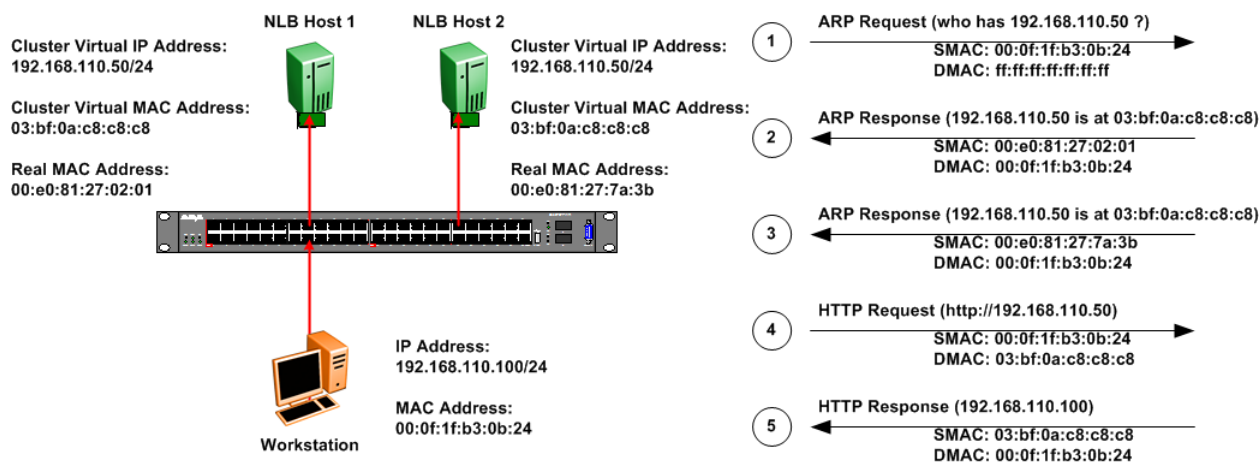 NLB Host 1
Cluster Virtual IP Address:
192.168.110.50/24
Cluster Virtual MAC Address:
03:bf:0a:c8:c8:c8
Real MAC Address:
00:e0:81:27:02:01
NLB Host 2
Cluster Virtual IP Address:
192.168.110.50/24
Cluster Virtual MAC Address:
03:bf:0a:c8:c8:c8
Real MAC Address:
00:e0:81:27:7a:3b
IP Address:
192.168.110.100/24
MAC Address:
00:0f:1f:b3:0b:24
Workstation
1
ARP Request (who has 192.168.110.50 ?)
SMAC: 00:0f:1f:b3:0b:24
DMAC: ff:ff:ff:ff:ff:ff:ff
2
ARP Response (192.168.110.50 is at 03:bf:0a:c8:c8:c8)
SMAC: 00:e0:81:27:02:01
DMAC: 00:0f:1f:b3:0b:24
3
ARP Response (192.168.110.50 is at 03:bf:0a:c8:c8:c8)
SMAC: 00:e0:81:27:7a:3b
DMAC: 00:0f:1f:b3:0b:24
4
HTTP Request (http://192.168.110.50)
SMAC: 00:0f:1f:b3:0b:24
DMAC: 03:bf:0a:c8:c8:c8
5
HTTP Response (192.168.110.100)
SMAC: 03:bf:0a:c8:c8:c8
DMAC: 00:0f:1f:b3:0b:24